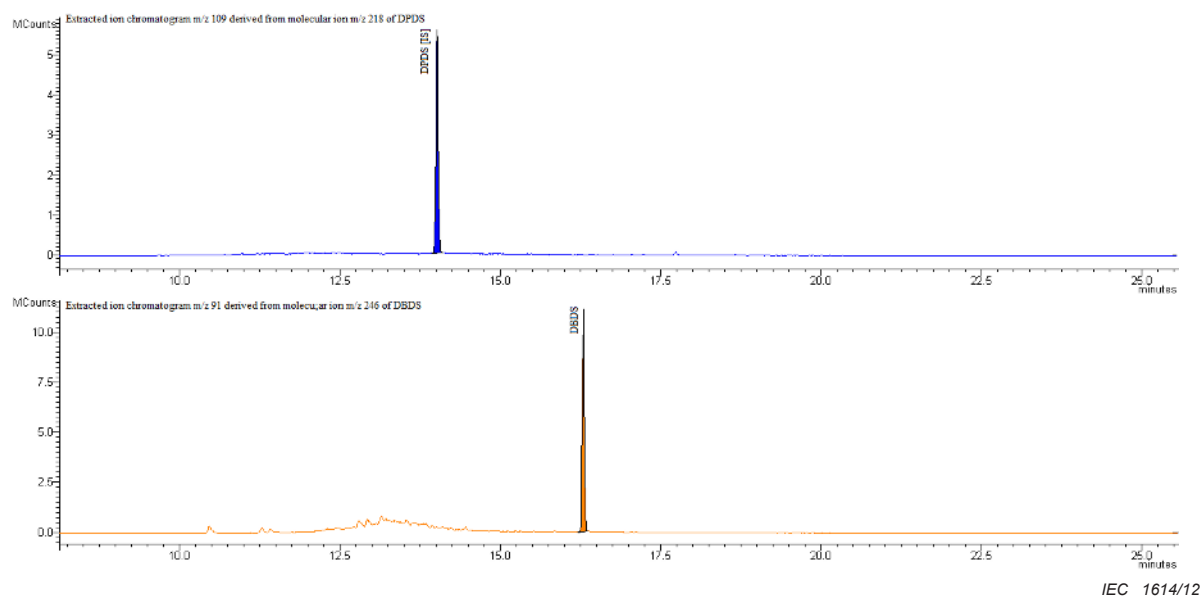 MCounts
Extracted ion chromatogram m/z 109 derived from molecular ion m/z 218 of DPDS
DPDS [IS]
5
4
3
2
1
0
10.0 12.5 15.0 17.5 20.0 22.5 25.0
minutes
MCounts
Extracted ion chromatogram m/z 91 derived from molecu;ar ion m/z 246 of DBDS
DBDS
10.0
7.5
5.0
2.5
0.0
10.0 12.5 15.0 17.5 20.0 22.5 25.0
minutes
IEC 1614/12